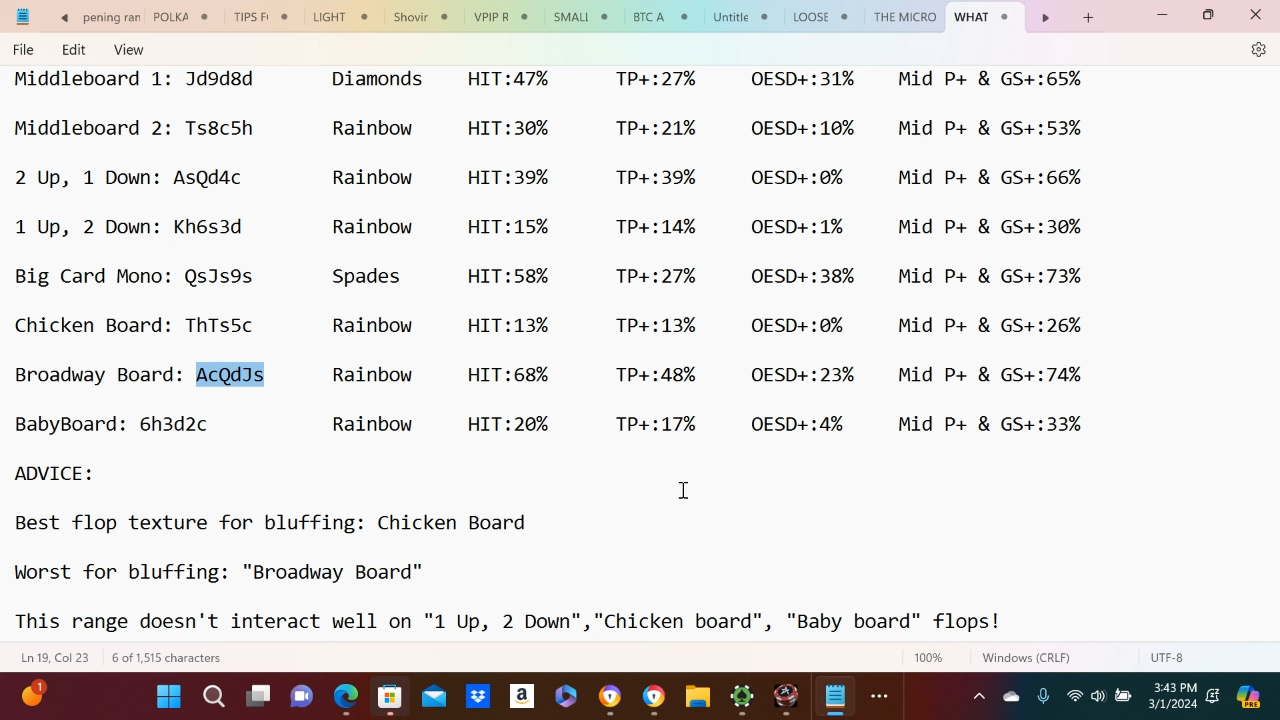 pening ran
POLKA
TIPS F
LIGHT
Shovir
VPIP R
SMALL
BTC A
Untitle
LOOSE
THE MICRO
WHAT
File Edit View
Middleboard 1: Jd9d8d Diamonds HIT:47% TP+:27% OESD+:31% Mid P+ & GS+:65%
Middleboard 2: Ts8c5h Rainbow HIT:30% TP+:21% OESD+:10% Mid P+ & GS+:53%
2 Up, 1 Down: AsQd4c Rainbow HIT:39% TP+:39% OESD+:0% Mid P+ & GS+:66%
1 Up, 2 Down: Kh6s3d Rainbow HIT:15% TP+:14% OESD+:1% Mid P+ & GS+:30%
Big Card Mono: QsJs9s Spades HIT:58% TP+:27% OESD+:38% Mid P+ & GS+:73%
Chicken Board: ThTs5c Rainbow HIT:13% TP+:13% OESD+:0% Mid P+ & GS+:26%
Broadway Board: AcQdJs Rainbow HIT:68% TP+:48% OESD+:23% Mid P+ & GS+:74%
BabyBoard: 6h3d2c Rainbow HIT:20% TP+:17% OESD+:4% Mid P+ & GS+:33%
ADVICE:
Best flop texture for bluffing: Chicken Board
Worst for bluffing: "Broadway Board"
This range doesn't interact well on "1 Up, 2 Down","Chicken board", "Baby board" flops!
Ln 19, Col 23 6 of 1,515 characters 100% Windows (CRLF) UTF-8
3:43 PM
3/1/2024